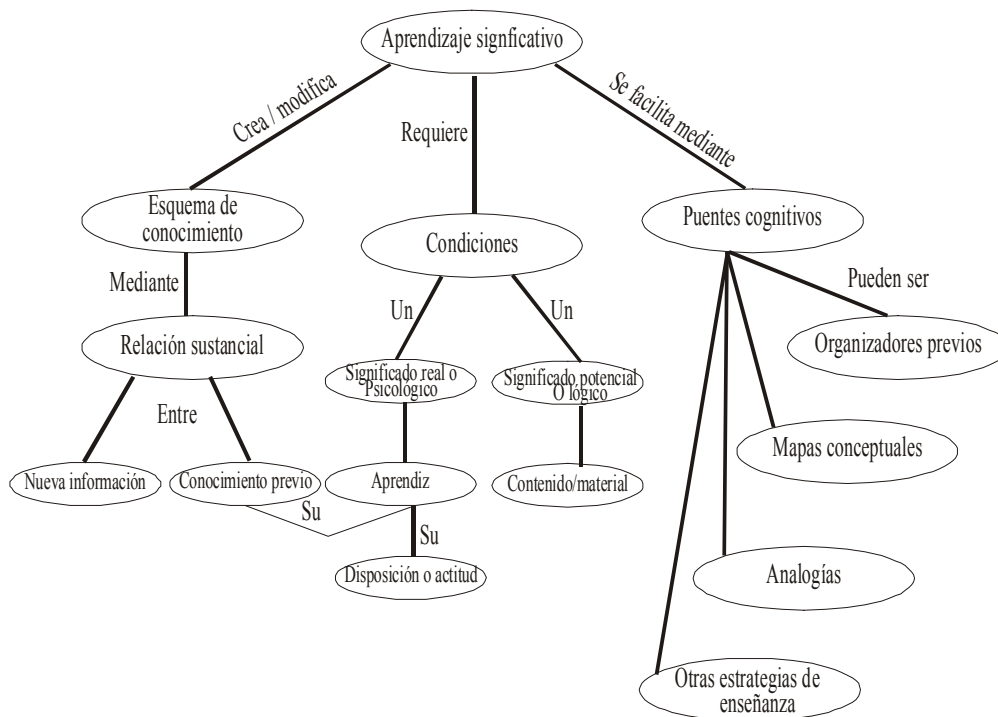 Aprendizaje signficativo
Crea / modifica
Requiere
Se facilita mediante
Esquema de
conocimiento
Condiciones
Puentes cognitivos
Mediante
Un
Un
Pueden ser
Relación sustancial
Organizadores previos
Significado real o
Psicológico
Significado potencial
O lógico
Entre
Mapas conceptuales
Nueva información
Conocimiento previo
Aprendiz
Contenido/material
Su
Su
Disposición o actitud
Analogías
Otras estrategias de
enseñanza